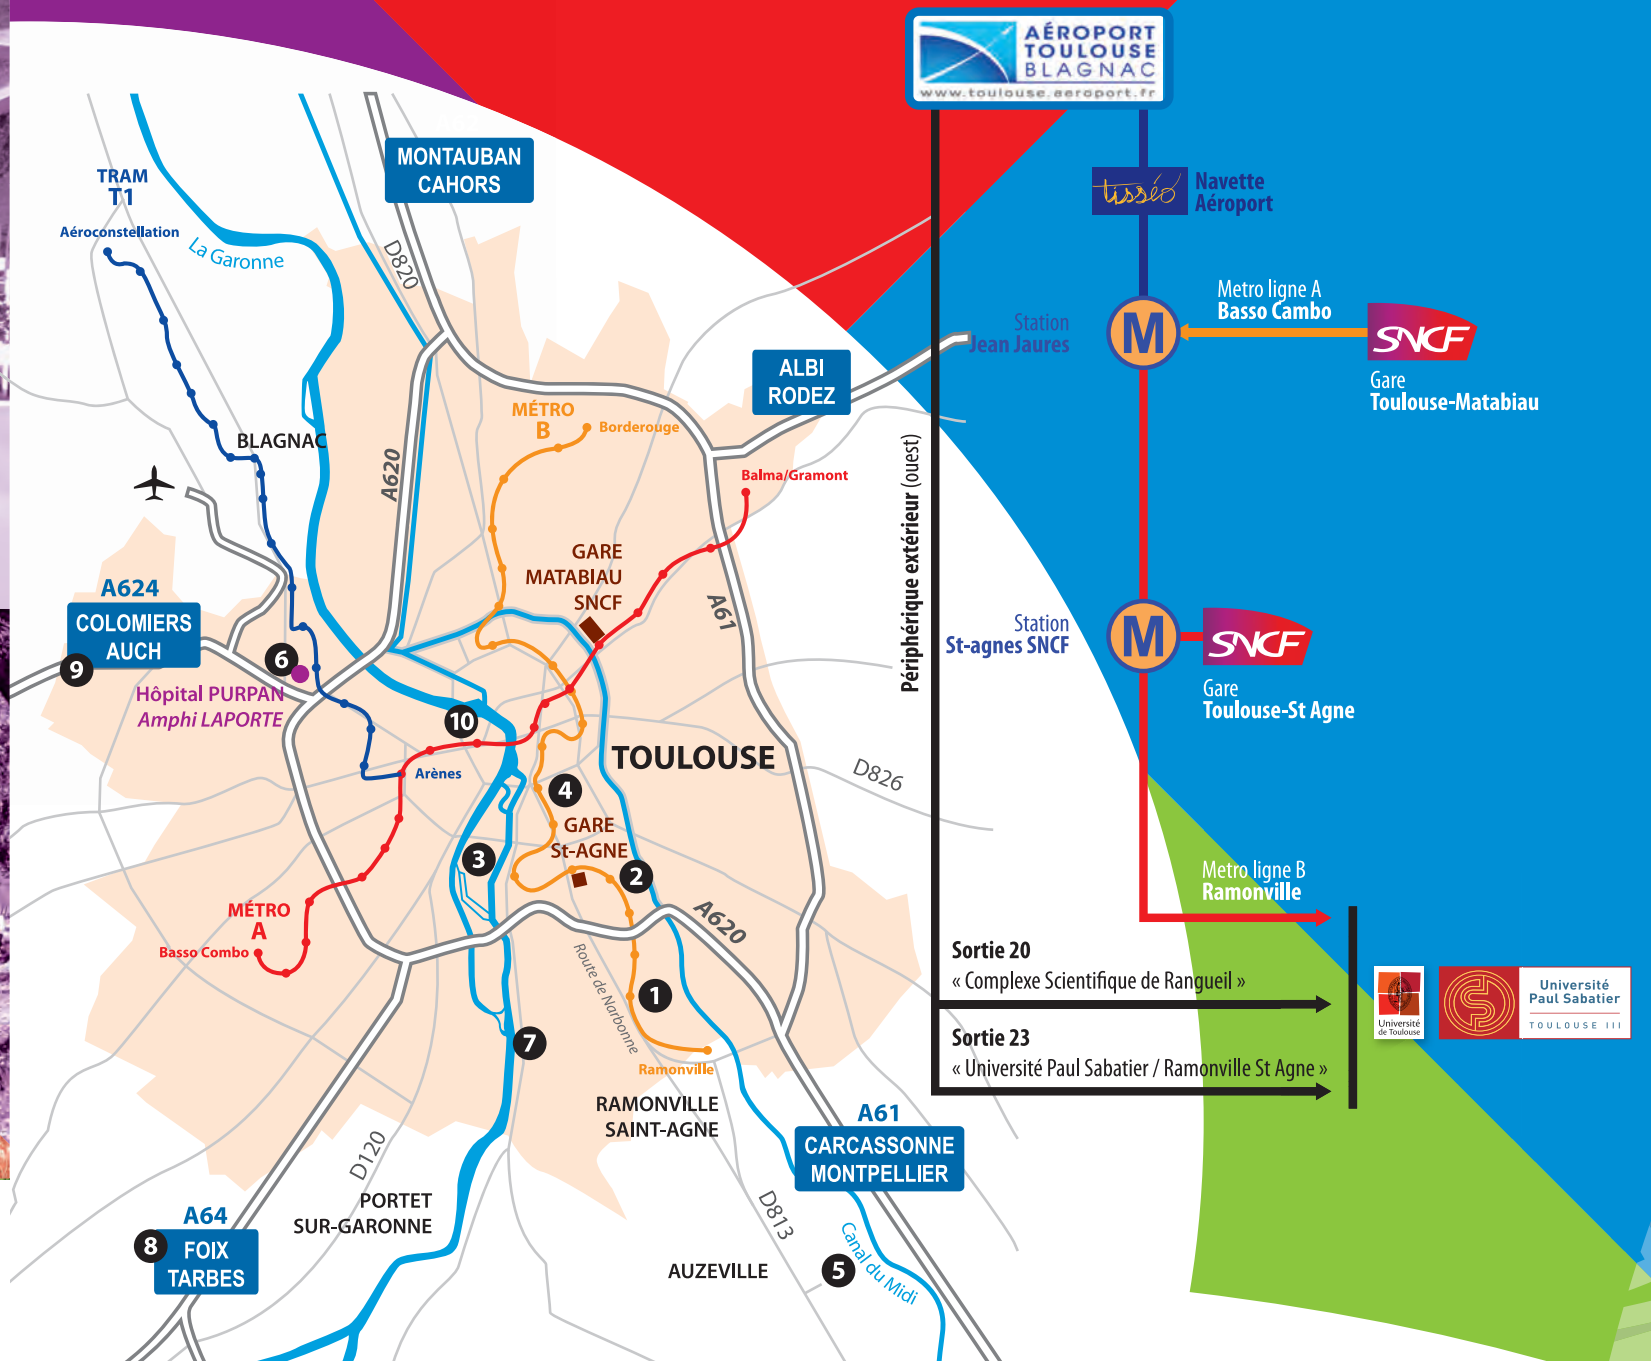 AÉROPORT
TOULOUSE
BLAGNAC
www.toulouse.aeroport.fr
MONTAUBAN
CAHORS
TRAM
T1
Aéroconstellation
La Garonne
D820
tisséo
Navette
Aéroport
Metro ligne A
Basso Cambo
SNCF
Gare
Toulouse-Matabiau
Station
Jean Jaures
M
ALBI
RODEZ
MÉTRO
B
Borderouge
BLAGNAC
A620
Balma/Gramont
Périphérique extérieur (ouest)
GARE
MATABIAU
SNCF
A61
A624
COLOMIERS
AUCH
9
6
Hôpital PURPAN
Amphi LAPORTE
Station
St-agnes SNCF
M
SNCF
Gare
Toulouse-St Agne
10
TOULOUSE
Arènes
D826
4
GARE
St-AGNE
3
2
MÉTRO
A
Basso Combo
A620
Route de Narbonne
1
7
Ramonville
Metro ligne B
Ramonville
Sortie 20
« Complexe Scientifique de Rangueil »
Sortie 23
« Université Paul Sabatier / Ramonville St Agne »
Université
de Toulouse
Université
Paul Sabatier
TOULOUSE III
RAMONVILLE
SAINT-AGNE
A61
CARCASSONNE
MONTPELLIER
D120
PORTET
SUR-GARONNE
D813
Canal du Midi
A64
8
FOIX
TARBES
AUZEVILLE
5